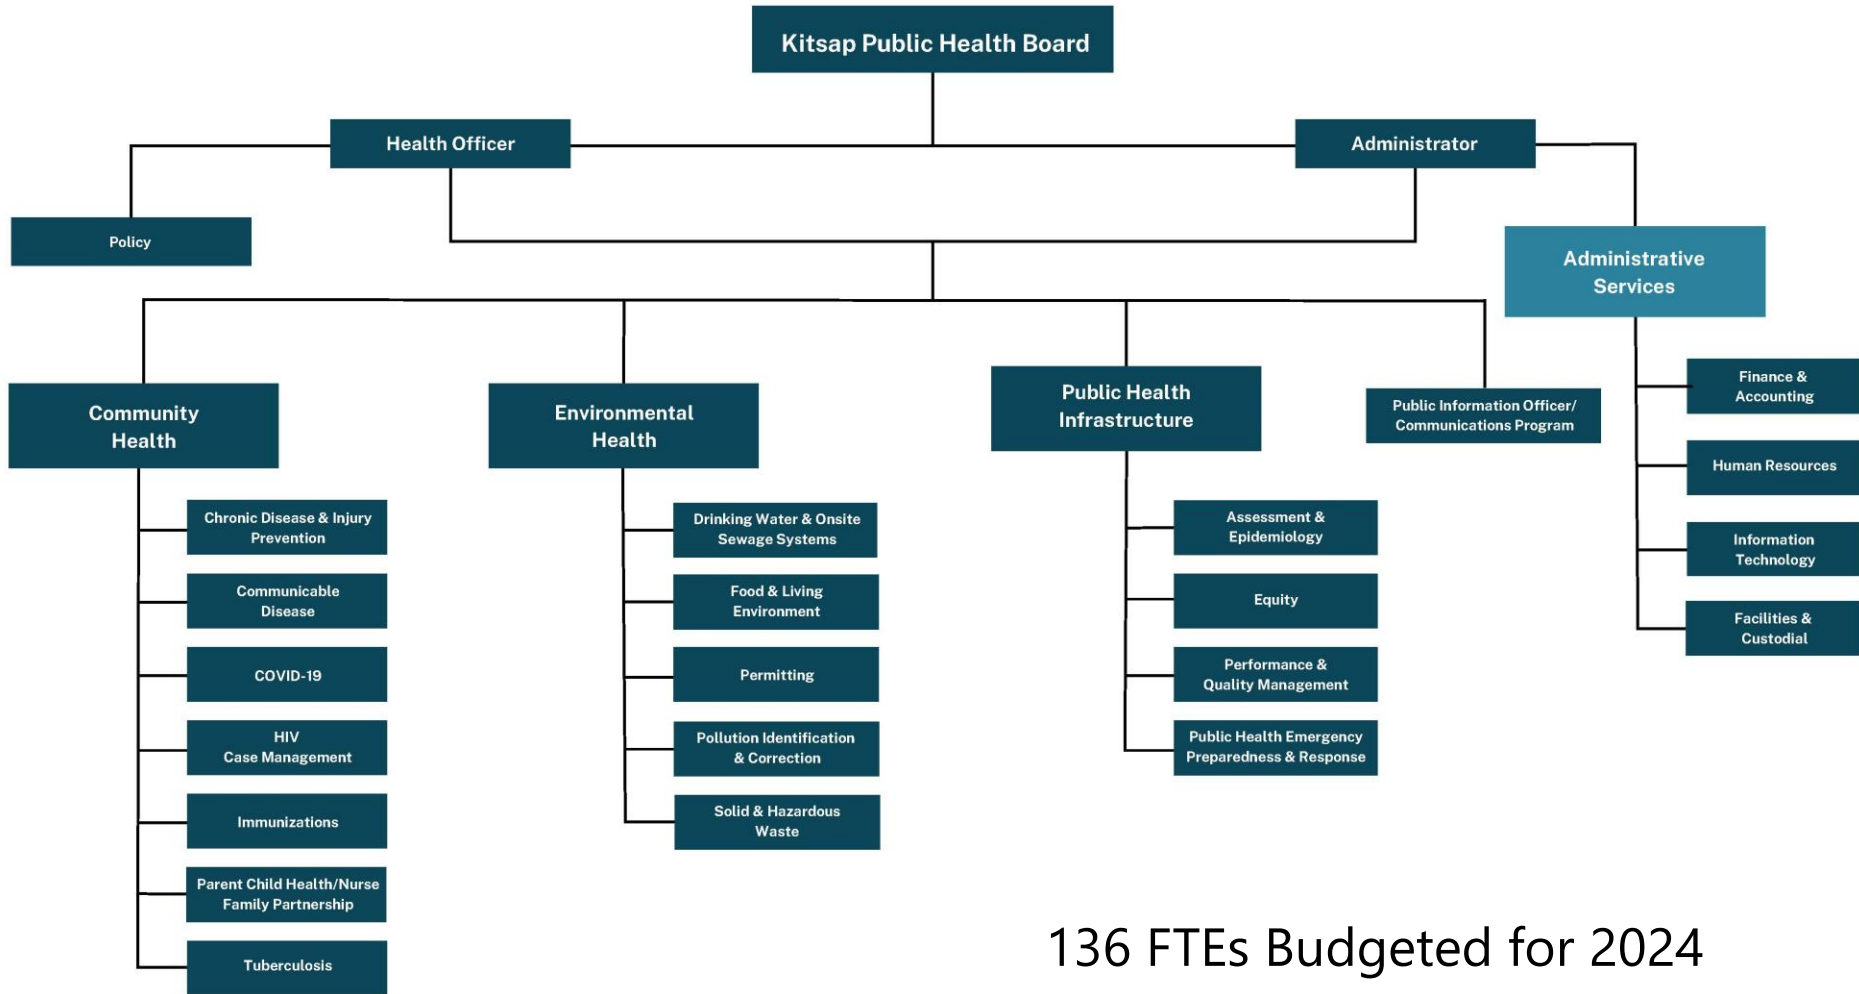 Kitsap Public Health Board
Health Officer
Administrator
Policy
Administrative
Services
Community
Health
Environmental
Health
Public Health
Infrastructure
Public Information Officer/
Communications Program
Finance &
Accounting
Human Resources
Information
Technology
Facilities &
Custodial
Chronic Disease & Injury
Prevention
Communicable
Disease
COVID-19
HIV
Case Management
Immunizations
Parent Child Health/Nurse
Family Partnership
Tuberculosis
Drinking Water & Onsite
Sewage Systems
Food & Living
Environment
Permitting
Pollution Identification
& Correction
Solid & Hazardous
Waste
Assessment &
Epidemiology
Equity
Performance &
Quality Management
Public Health Emergency
Preparedness & Response
136 FTEs Budgeted for 2024